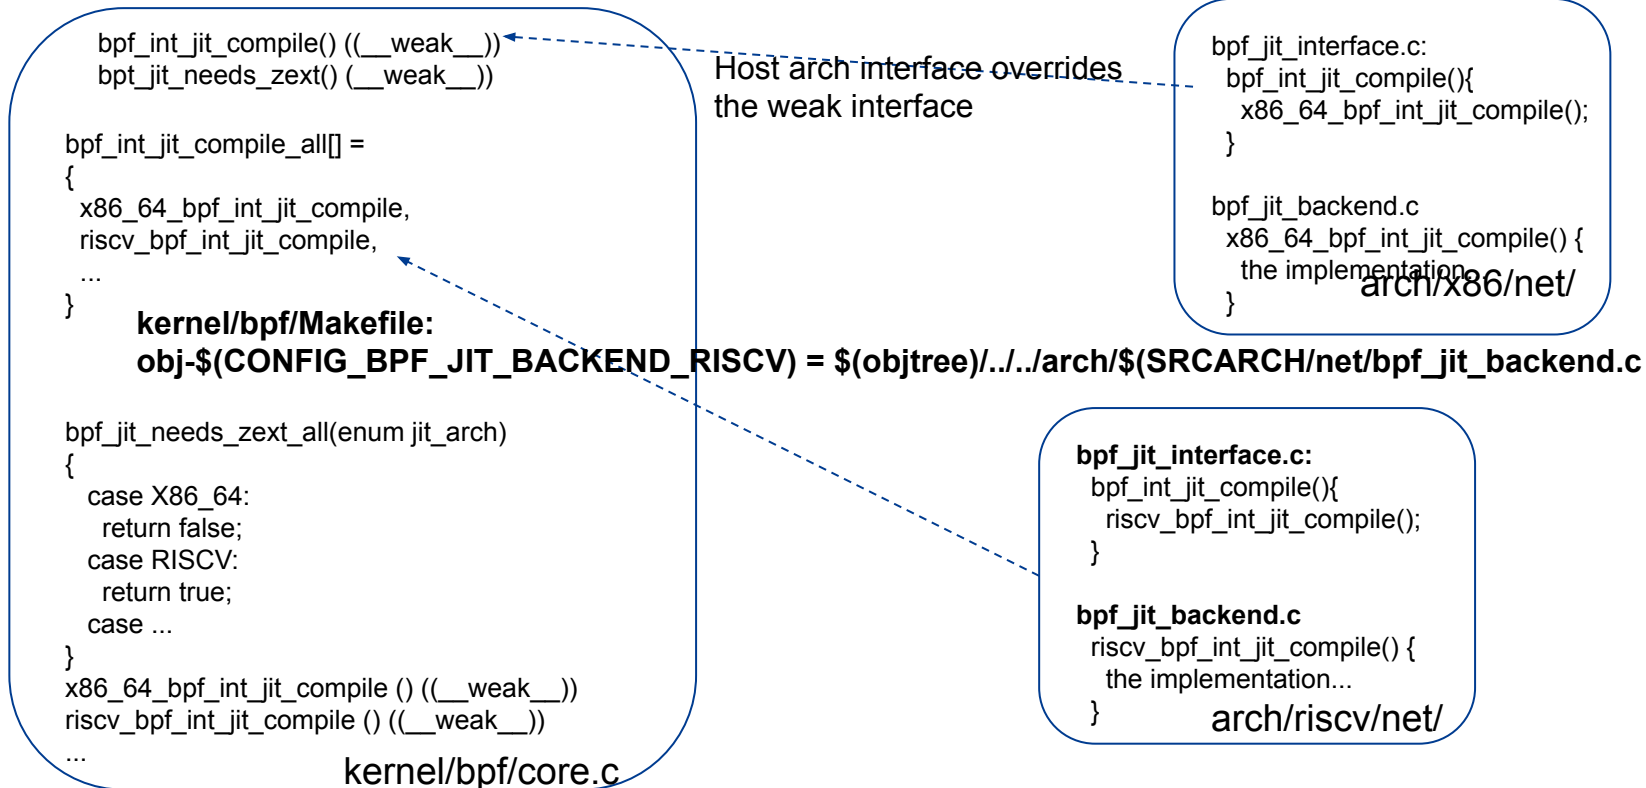 bpf_int_jit_compile() ((__weak__))
bpt_jit_needs_zext() (__weak__))
bpf_int_jit_compile_all[] =
{
x86_64_bpf_int_jit_compile,
riscv_bpf_int_jit_compile,
...
}
kernel/bpf/Makefile:
obj-$(CONFIG_BPF_JIT_BACKEND_RISCV) = $(objtree)/../../arch/$(SRCARCH/net/bpf_jit_backend.c
bpf_jit_needs_zext_all(enum jit_arch)
{
case X86_64:
return false;
case RISCV:
return true;
case ...
}
x86_64_bpf_int_jit_compile () ((__weak__))
riscv_bpf_int_jit_compile () ((__weak__))
...
kernel/bpf/core.c
Host arch interface overrides
the weak interface
bpf_jit_interface.c:
bpf_int_jit_compile(){
x86_64_bpf_int_jit_compile();
}
bpf_jit_backend.c
x86_64_bpf_int_jit_compile() {
the implementation...
}
arch/x86/net/
bpf_jit_interface.c:
bpf_int_jit_compile(){
riscv_bpf_int_jit_compile();
}
bpf_jit_backend.c
riscv_bpf_int_jit_compile() {
the implementation...
}
arch/riscv/net/